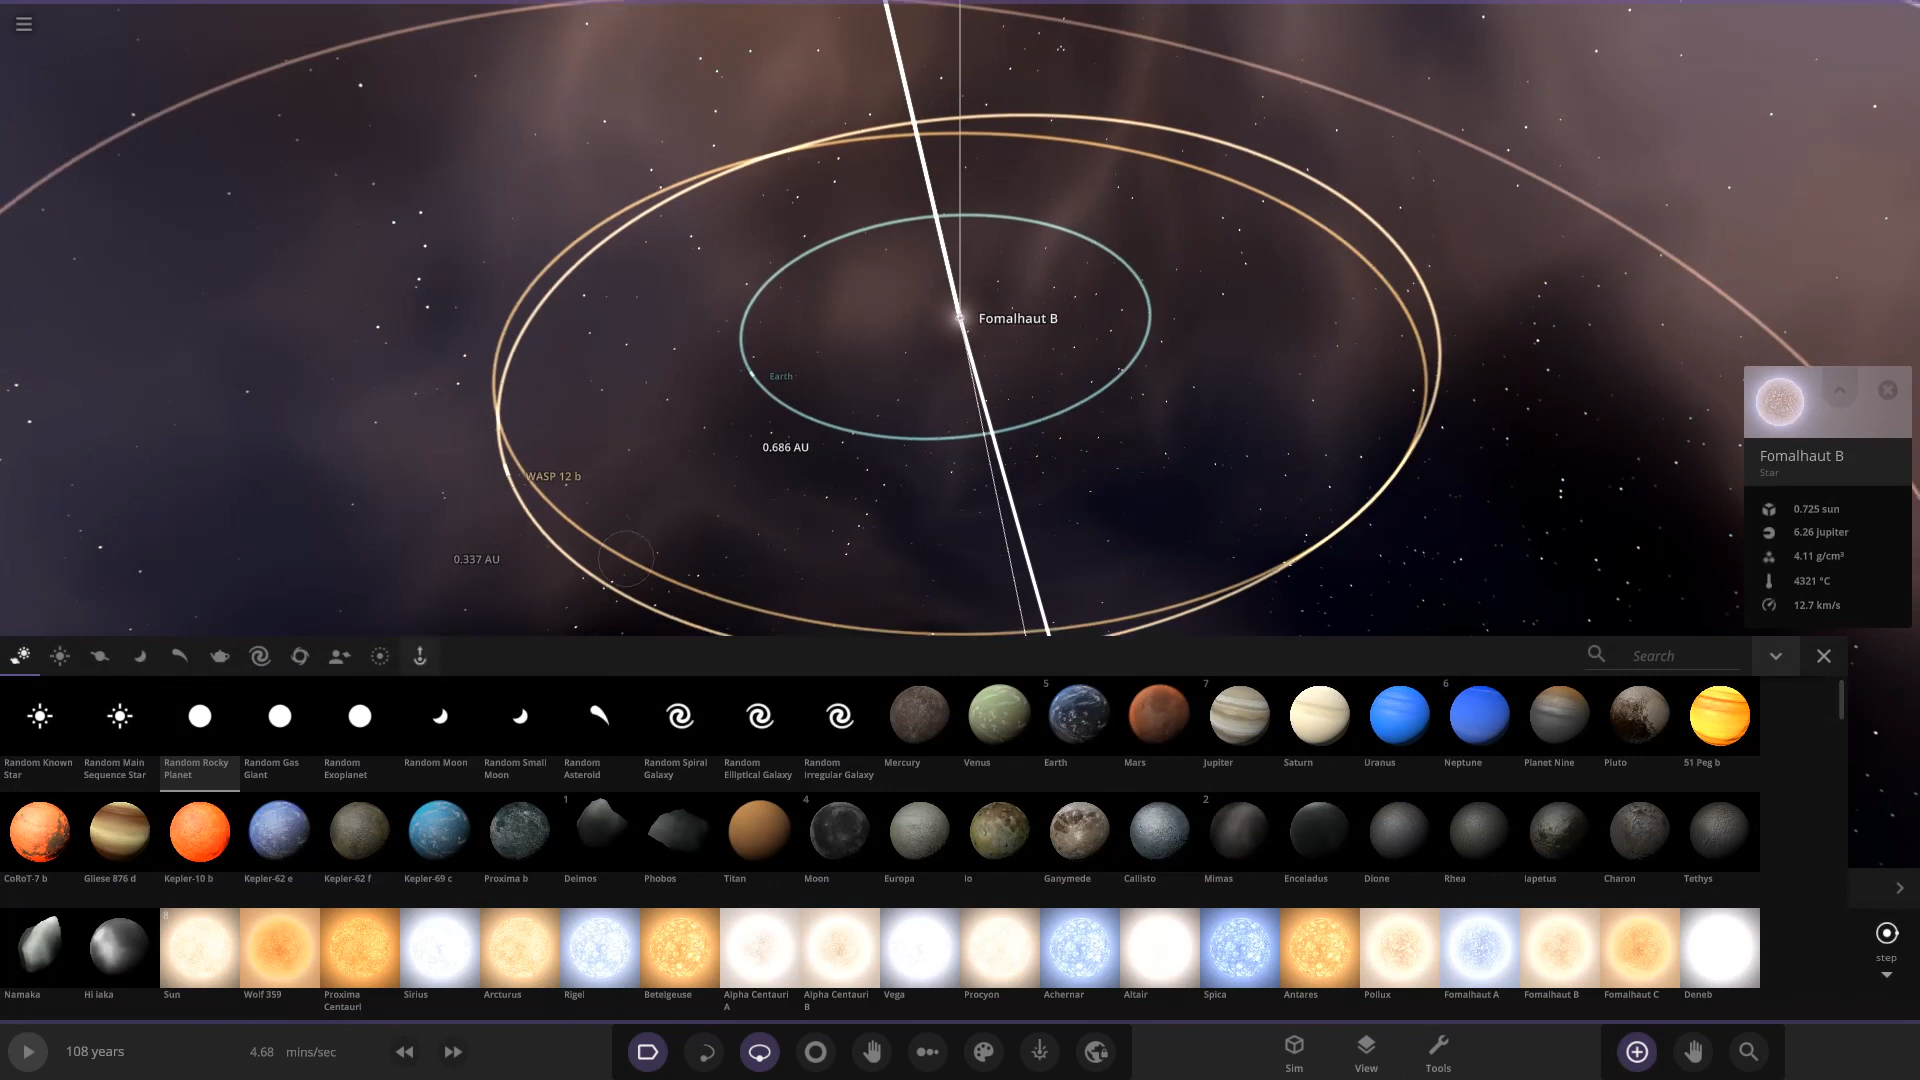 Fomalhaut B
Earth
0.686 AU
WASP 12 b
0.337 AU
Fomalhaut B
Star
0.725 sun
6.26 jupiter
4.11 g/cm³
4321 °C
12.7 km/s
Search
5
7
6
Random Known Star
Random Main Sequence Star
Random Rocky Planet
Random Gas Giant
Random Exoplanet
Random Moon
Random Small Moon
Random Asteroid
Random Spiral Galaxy
Random Elliptical Galaxy
Random Irregular Galaxy
Mercury
Venus
Earth
Mars
Jupiter
Saturn
Uranus
Neptune
Planet Nine
Pluto
51 Peg b
1
4
2
CoRoT-7 b
Gliese 876 d
Kepler-10 b
Kepler-62 e
Kepler-62 f
Kepler-69 c
Proxima b
Deimos
Phobos
Titan
Moon
Europa
Io
Ganymede
Callisto
Mimas
Enceladus
Dione
Rhea
Iapetus
Charon
Tethys
8
Namaka
Hi iaka
Sun
Wolf 359
Proxima Centauri
Sirius
Arcturus
Rigel
Betelgeuse
Alpha Centauri A
Alpha Centauri B
Vega
Procyon
Achernar
Altair
Spica
Antares
Pollux
Fomalhaut A
Fomalhaut B
Fomalhaut C
Deneb
step
108 years
4.68 mins/sec
Sim
View
Tools